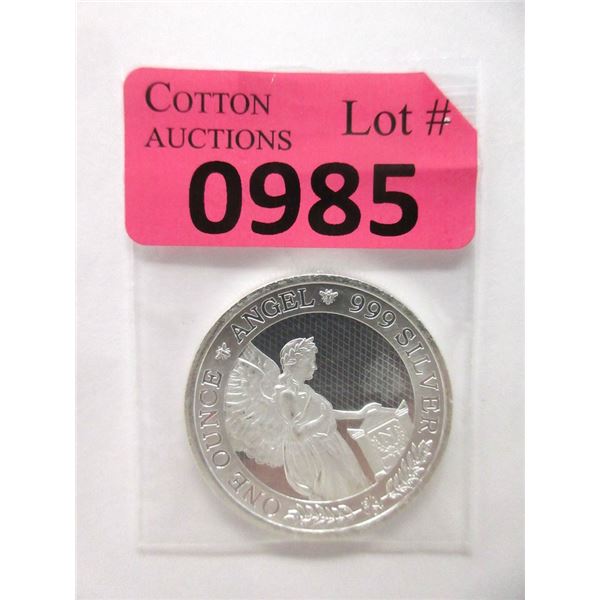 COTTON AUCTIONS
Lot #
0985
ONE OUNCE ANGEL 999 SILVER
N